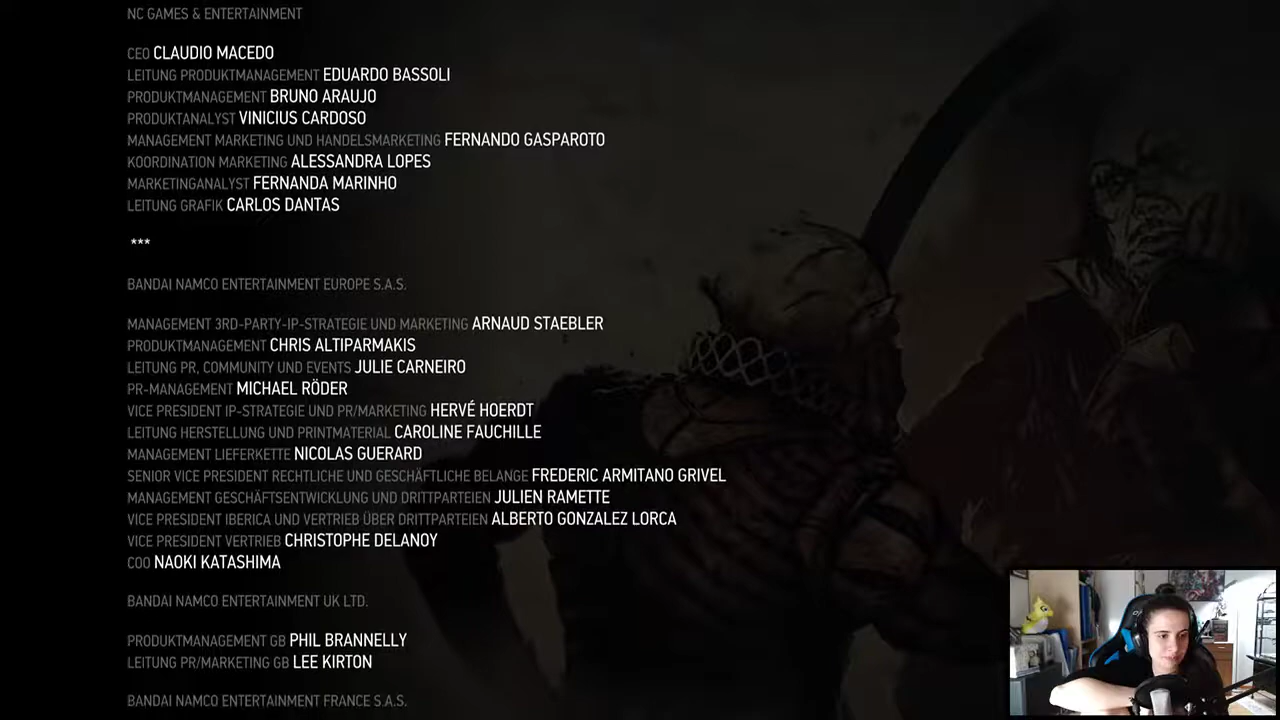 NC GAMES & ENTERTAINMENT
CEO CLAUDIO MACEDO
LEITUNG PRODUKTMANAGEMENT EDUARDO BASSOLI
PRODUKTMANAGEMENT BRUNO ARAUJO
PRODUKTANALYST VINICIUS CARDOSO
MANAGEMENT MARKETING UND HANDELSMARKETING FERNANDO GASPAROTO
KOORDINATION MARKETING ALESSANDRA LOPES
MARKETINGANALYST FERNANDA MARINHO
LEITUNG GRAFIK CARLOS DANTAS
***
BANDAI NAMCO ENTERTAINMENT EUROPE S.A.S.
MANAGEMENT 3RD-PARTY-IP-STRATEGIE UND MARKETING ARNAUD STAEBLER
PRODUKTMANAGEMENT CHRIS ALTIPARMAKIS
LEITUNG PR, COMMUNITY UND EVENTS JULIE CARNEIRO
PR-MANAGEMENT MICHAEL RÖDER
VICE PRESIDENT IP-STRATEGIE UND PR/MARKETING HERVÉ HOERDT
LEITUNG HERSTELLUNG UND PRINTMATERIAL CAROLINE FAUCHILLE
MANAGEMENT LIEFERKETTE NICOLAS GUERARD
SENIOR VICE PRESIDENT RECHTLICHE UND GESCHÄFTLICHE BELANGE FREDERIC ARMITANO GRIVEL
MANAGEMENT GESCHÄFTSENTWICKLUNG UND DRITTPARTEIEN JULIEN RAMETTE
VICE PRESIDENT IBERICA UND VERTRIEB ÜBER DRITTPARTEIEN ALBERTO GONZALEZ LORCA
VICE PRESIDENT VERTRIEB CHRISTOPHE DELANOY
COO NAOKI KATASHIMA
BANDAI NAMCO ENTERTAINMENT UK LTD.
PRODUKTMANAGEMENT GB PHIL BRANNELLY
LEITUNG PR/MARKETING GB LEE KIRTON
BANDAI NAMCO ENTERTAINMENT FRANCE S.A.S.